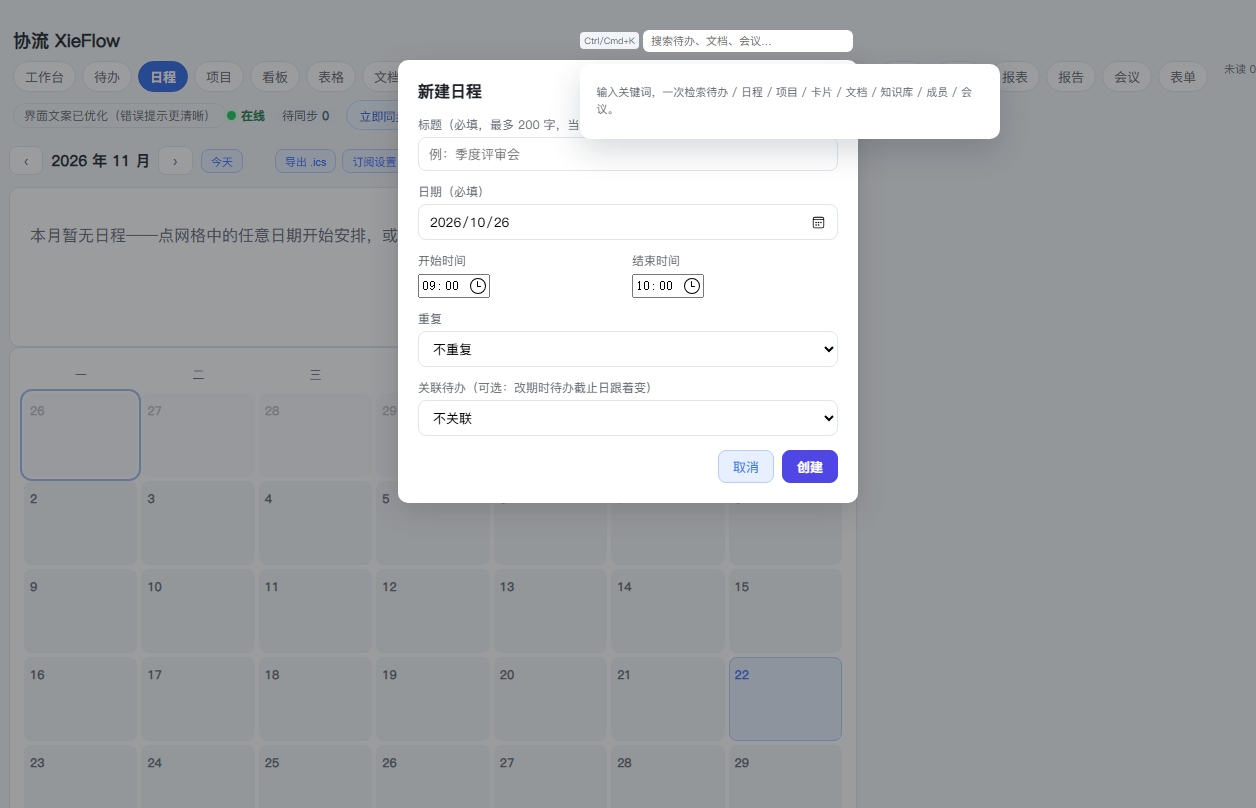 协流 XieFlow
Ctrl/Cmd+K
搜索待办、文档、会议…
工作台
待办
日程
项目
看板
表格
文档
报表
报告
会议
表单
未读 0
输入关键词，一次检索待办 / 日程 / 项目 / 卡片 / 文档 / 知识库 / 成员 / 会
议。
界面文案已优化（错误提示更清晰）
在线
待同步 0
立即同
‹
2026 年 11 月
›
今天
导出 .ics
订阅设置
本月暂无日程——点网格中的任意日期开始安排，或
新建日程
标题（必填，最多 200 字，当
例：季度评审会
日期（必填）
2026/10/26
开始时间
结束时间
09:00
10:00
重复
不重复
关联待办（可选：改期时待办截止日跟着变）
不关联
取消
创建
一
二
三
26
27
28
29
2
3
4
5
9
10
11
12
13
14
15
16
17
18
19
20
21
22
23
24
25
26
27
28
29